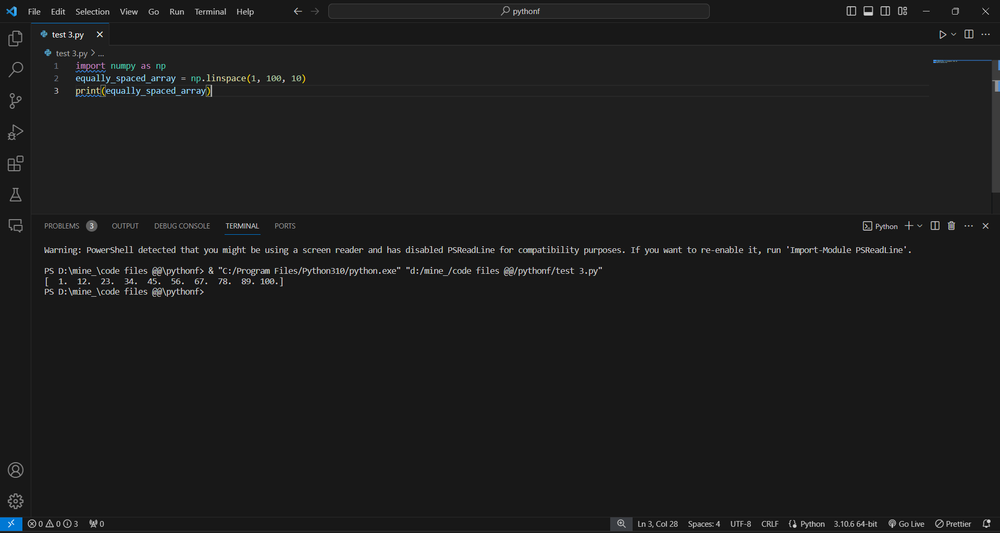 File Edit Selection View Go Run Terminal Help
pythonf
test 3.py
test 3.py > ...
1 import numpy as np
2 equally_spaced_array = np.linspace(1, 100, 10)
3 print(equally_spaced_array)
PROBLEMS 3 OUTPUT DEBUG CONSOLE TERMINAL PORTS
Python
Warning: PowerShell detected that you might be using a screen reader and has disabled PSReadLine for compatibility purposes. If you want to re-enable it, run 'Import-Module PSReadLine'.
PS D:\mine_\code files @@\pythonf> & "C:/Program Files/Python310/python.exe" "d:/mine_/code files @@/pythonf/test 3.py"
[  1.  12.  23.  34.  45.  56.  67.  78.  89. 100.]
PS D:\mine_\code files @@\pythonf>
0 0 3 0 Ln 3, Col 28 Spaces: 4 UTF-8 CRLF Python 3.10.6 64-bit Go Live Prettier